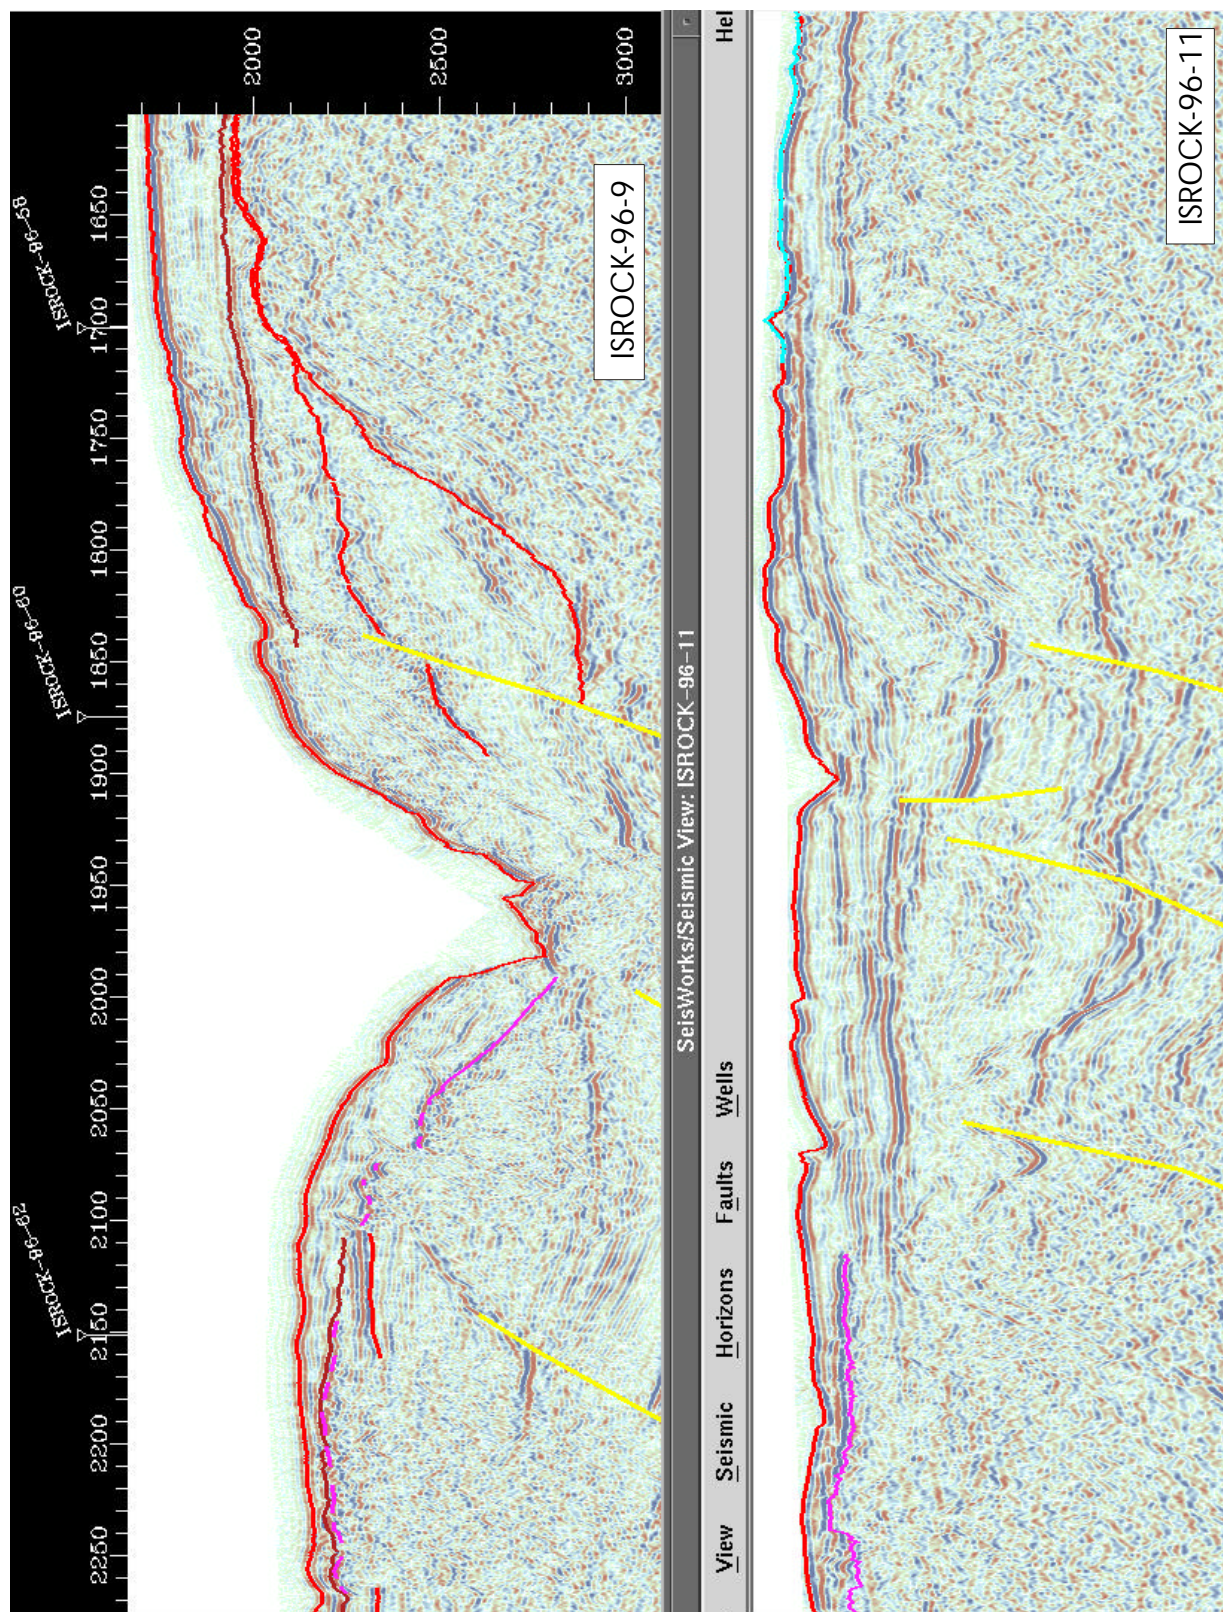 ISROCK-96-62 ISROCK-96-60 ISROCK-96-58
2250 2200 2150 2100 2050 2000 1950 1900 1850 1800 1750 1700 1650
2000
2500
3000
ISROCK-96-9
SeisWorks/Seismic View: ISROCK-96-11
View Seismic Horizons Faults Wells Hel
ISROCK-96-11